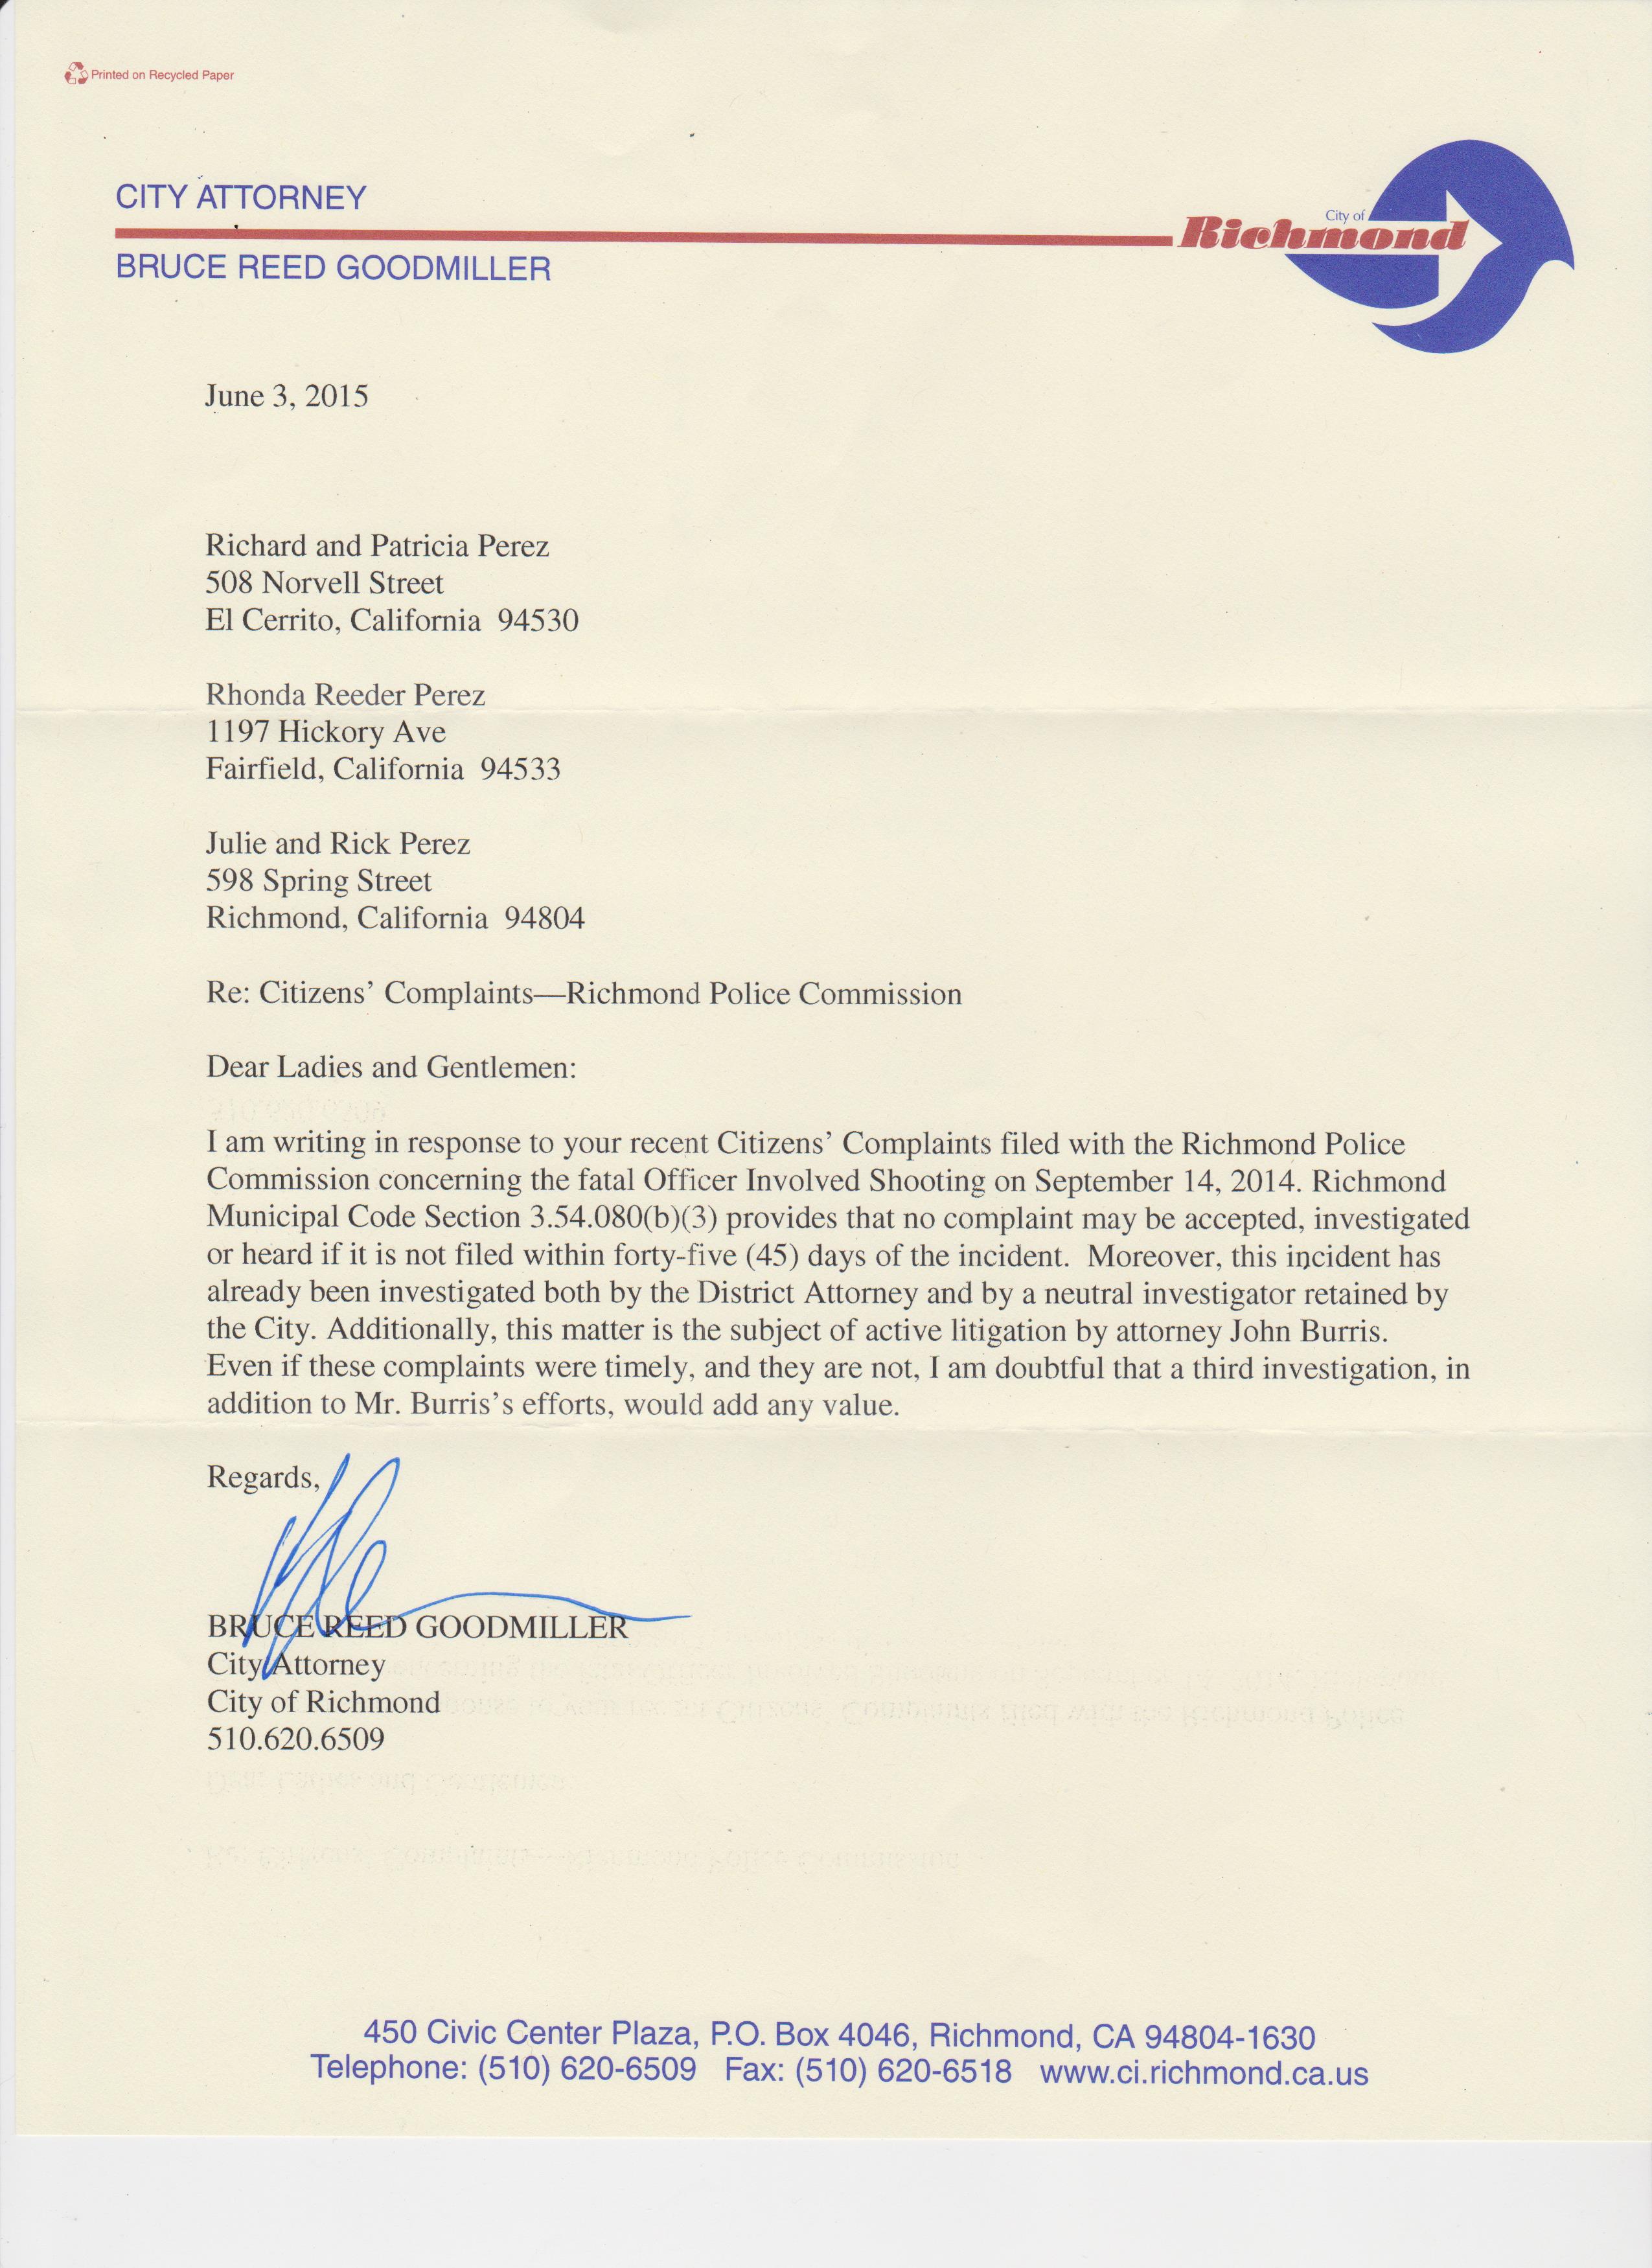 Printed on Recycled Paper
CITY ATTORNEY
City of
Richmond
BRUCE REED GOODMILLER
June 3, 2015
Richard and Patricia Perez
508 Norvell Street
El Cerrito, California  94530
Rhonda Reeder Perez
1197 Hickory Ave
Fairfield, California  94533
Julie and Rick Perez
598 Spring Street
Richmond, California  94804
Re: Citizens’ Complaints—Richmond Police Commission
Dear Ladies and Gentlemen:
I am writing in response to your recent Citizens’ Complaints filed with the Richmond Police
Commission concerning the fatal Officer Involved Shooting on September 14, 2014. Richmond
Municipal Code Section 3.54.080(b)(3) provides that no complaint may be accepted, investigated
or heard if it is not filed within forty-five (45) days of the incident.  Moreover, this incident has
already been investigated both by the District Attorney and by a neutral investigator retained by
the City. Additionally, this matter is the subject of active litigation by attorney John Burris.
Even if these complaints were timely, and they are not, I am doubtful that a third investigation, in
addition to Mr. Burris’s efforts, would add any value.
Regards,
BRUCE REED GOODMILLER
City Attorney
City of Richmond
510.620.6509
450 Civic Center Plaza, P.O. Box 4046, Richmond, CA 94804-1630
Telephone: (510) 620-6509   Fax: (510) 620-6518   www.ci.richmond.ca.us